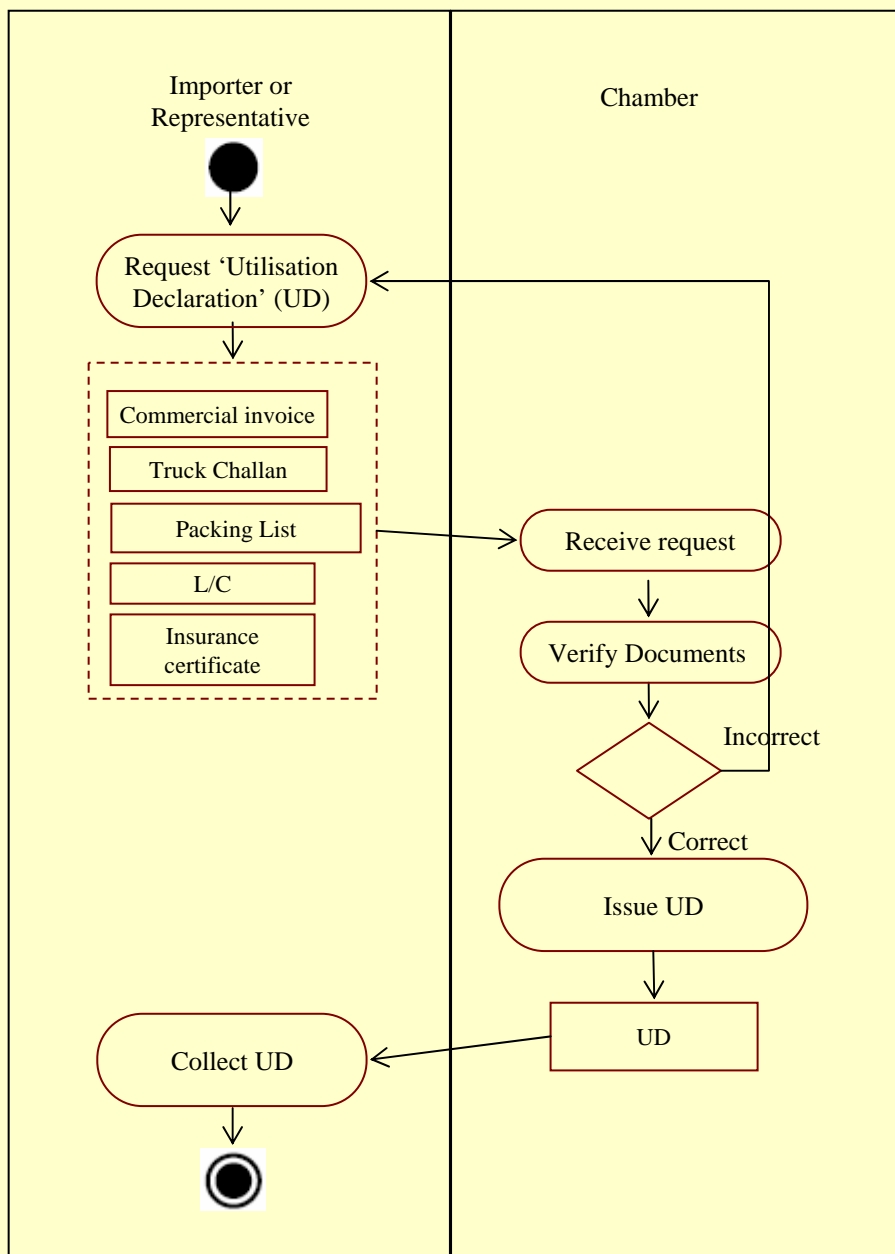 Importer or
Representative
Chamber
Request ‘Utilisation
Declaration’ (UD)
Commercial invoice
Truck Challan
Packing List
L/C
Insurance
certificate
Receive request
Verify Documents
Incorrect
Correct
Issue UD
UD
Collect UD